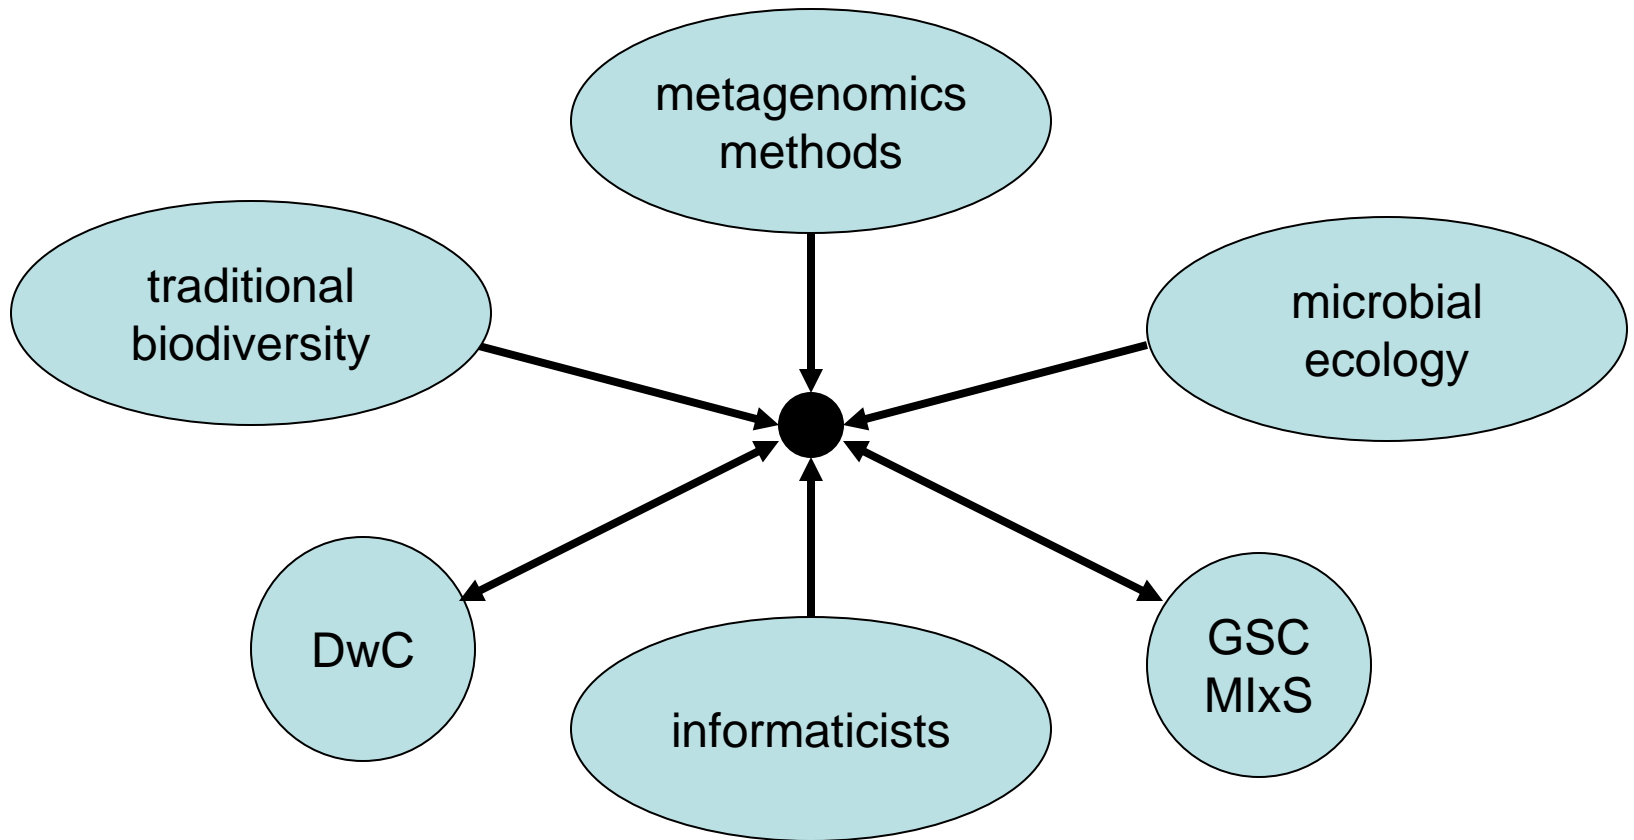 metagenomics
methods
traditional
biodiversity
microbial
ecology
DwC
GSC
MIxS
informaticists